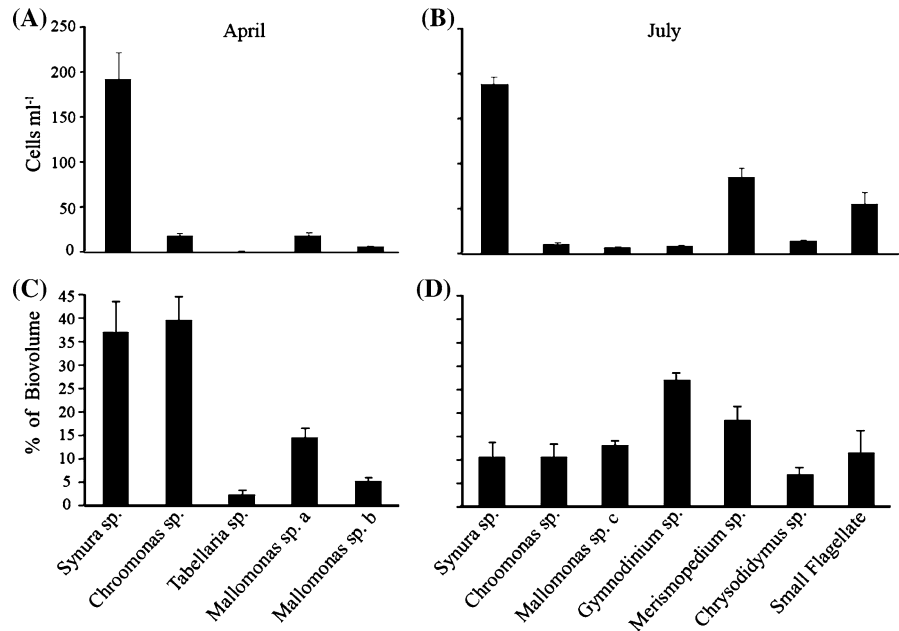 (A)
April
(B)
July
250
200
150
100
50
0
Cells ml-1
(C)
(D)
45
40
35
30
25
20
15
10
5
0
% of Biovolume
Synura sp.
Chroomonas sp.
Tabellaria sp.
Mallomonas sp. a
Mallomonas sp. b
Synura sp.
Chroomonas sp.
Mallomonas sp. c
Gymnodinium sp.
Merismopedium sp.
Chrysodidymus sp.
Small Flagellate